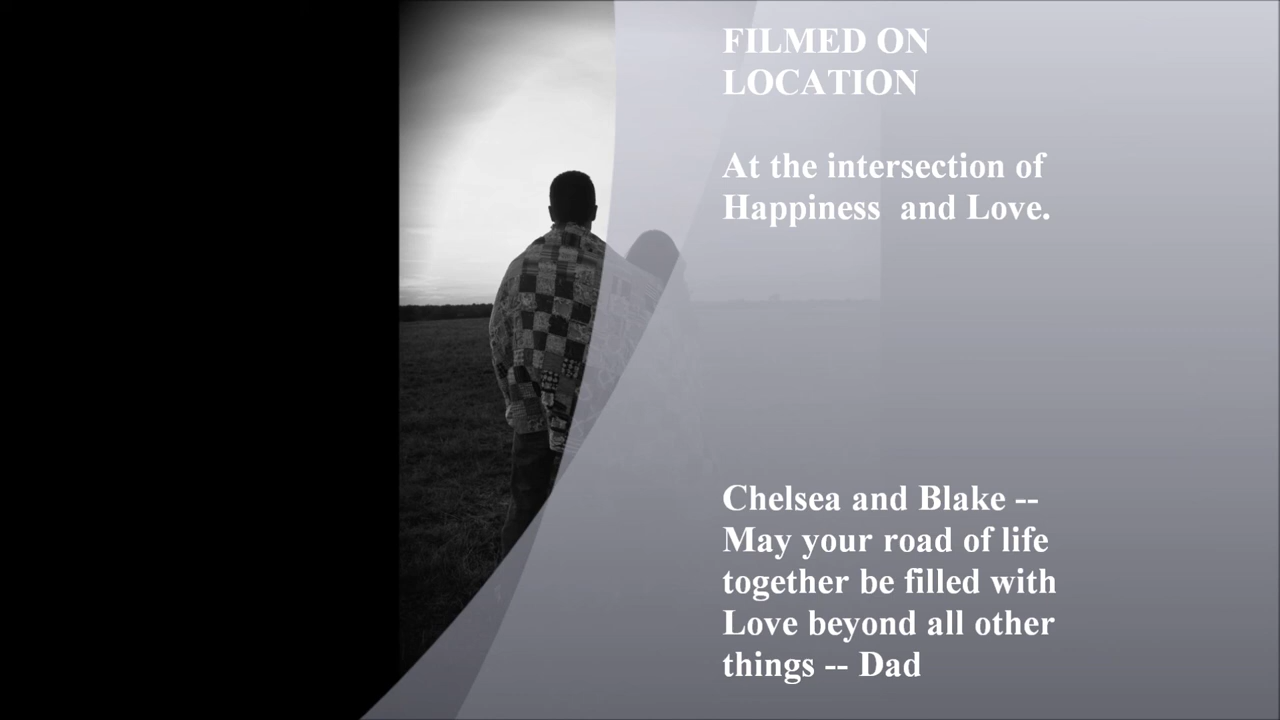 FILMED ON
LOCATION
At the intersection of
Happiness  and Love.
Chelsea and Blake --
May your road of life
together be filled with
Love beyond all other
things -- Dad